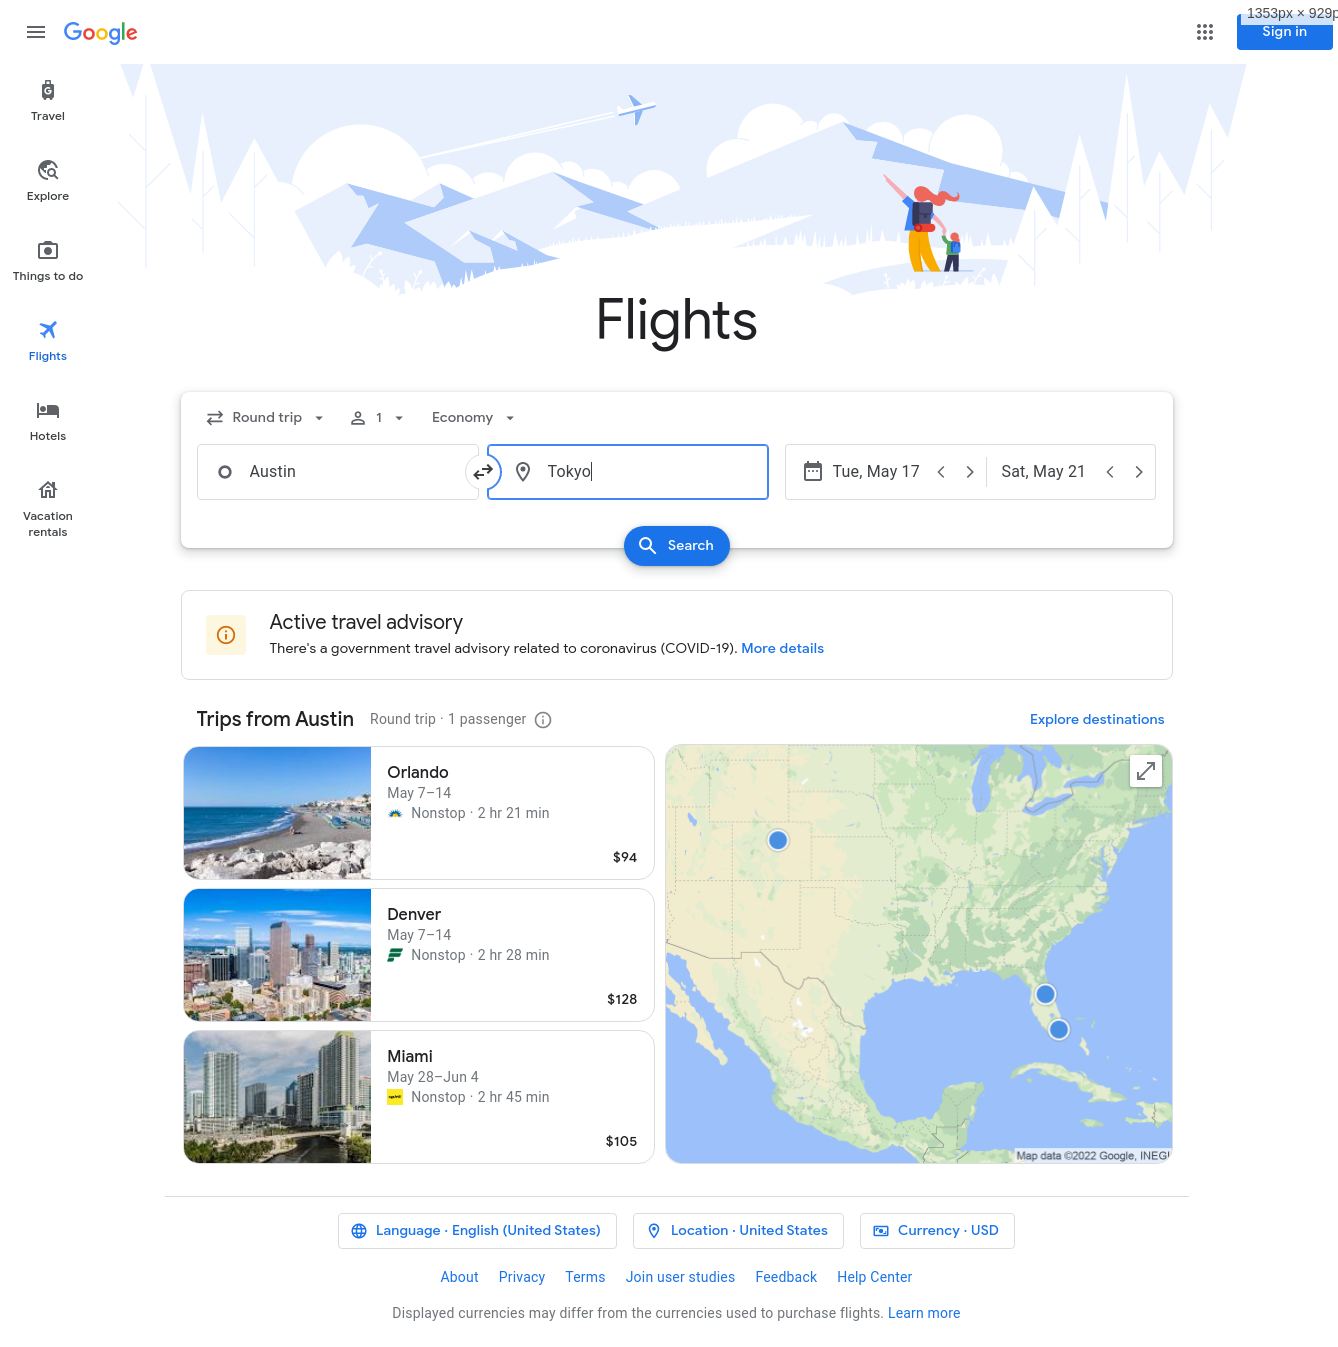 Google
1353px × 929p
Sign in
Travel
Explore
Things to do
Flights
Hotels
Vacation
rentals
Flights
Round trip
1
Economy
Austin
Tokyo
Tue, May 17
Sat, May 21
Search
Active travel advisory
There's a government travel advisory related to coronavirus (COVID-19). More details
Trips from Austin
Round trip · 1 passenger
Explore destinations
Orlando
May 7–14
Nonstop · 2 hr 21 min
$94
Denver
May 7–14
Nonstop · 2 hr 28 min
$128
Miami
May 28–Jun 4
spirit
Nonstop · 2 hr 45 min
$105
Map data ©2022 Google, INEGI
Language · English (United States)
Location · United States
Currency · USD
About
Privacy
Terms
Join user studies
Feedback
Help Center
Displayed currencies may differ from the currencies used to purchase flights. Learn more